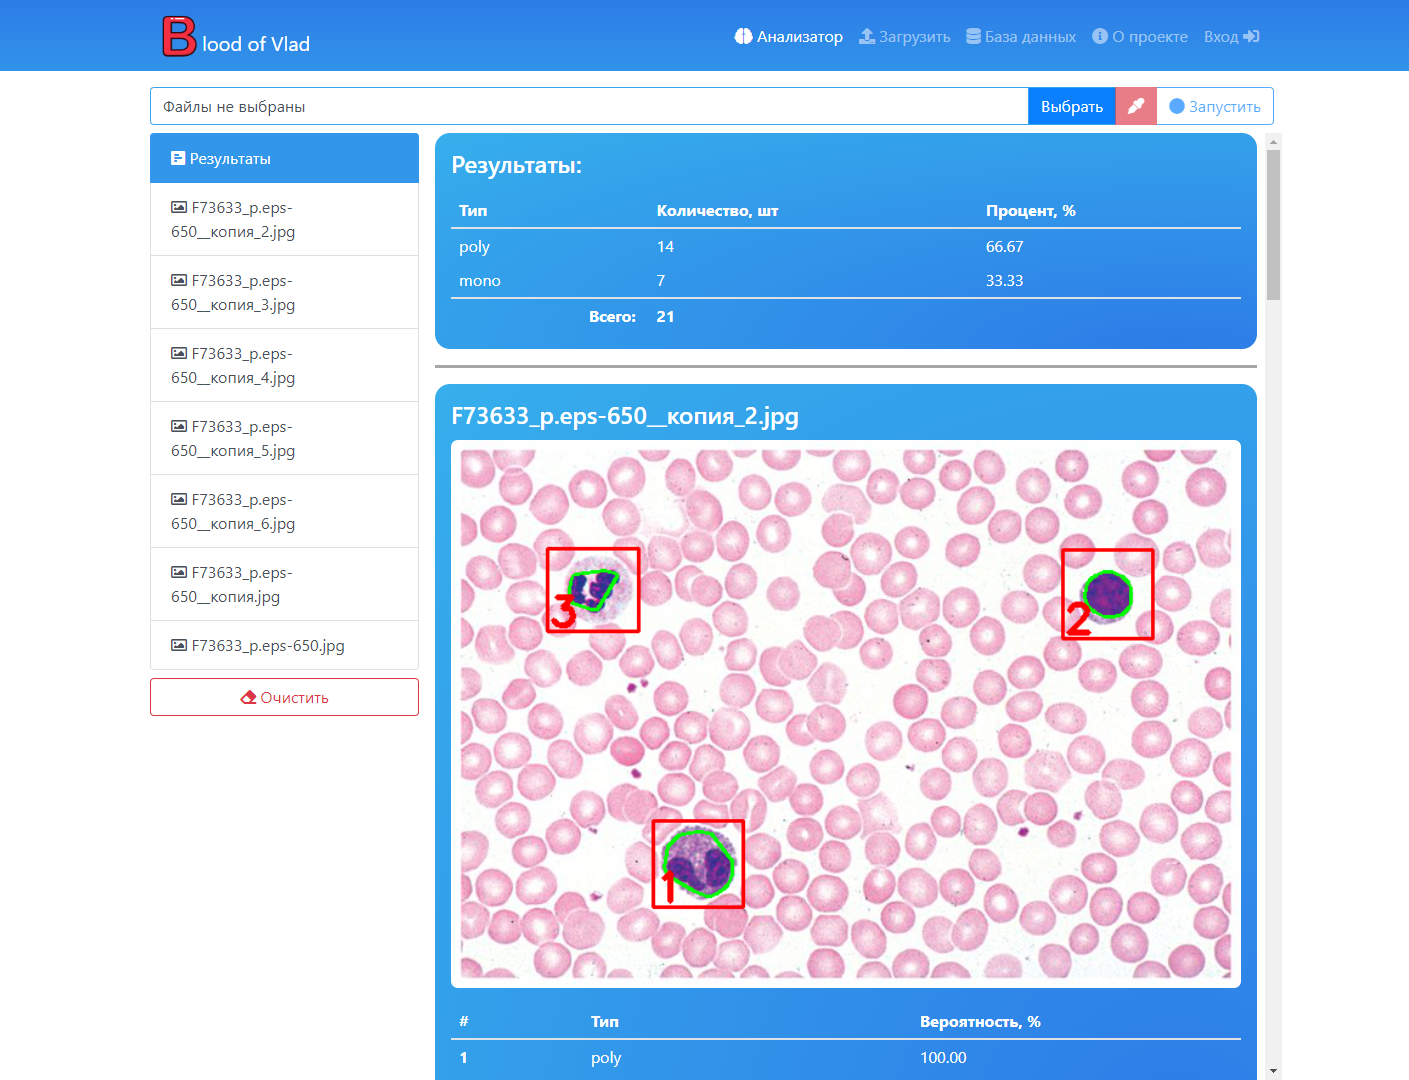 B lood of Vlad
Анализатор
Загрузить
База данных
О проекте
Вход
Файлы не выбраны
Выбрать
Запустить
Результаты
F73633_p.eps-
650__копия_2.jpg
F73633_p.eps-
650__копия_3.jpg
F73633_p.eps-
650__копия_4.jpg
F73633_p.eps-
650__копия_5.jpg
F73633_p.eps-
650__копия_6.jpg
F73633_p.eps-
650__копия.jpg
F73633_p.eps-650.jpg
Очистить
Результаты:
Тип Количество, шт Процент, %
poly 14 66.67
mono 7 33.33
Всего: 21
F73633_p.eps-650__копия_2.jpg
3
2
1
# Тип Вероятность, %
1 poly 100.00